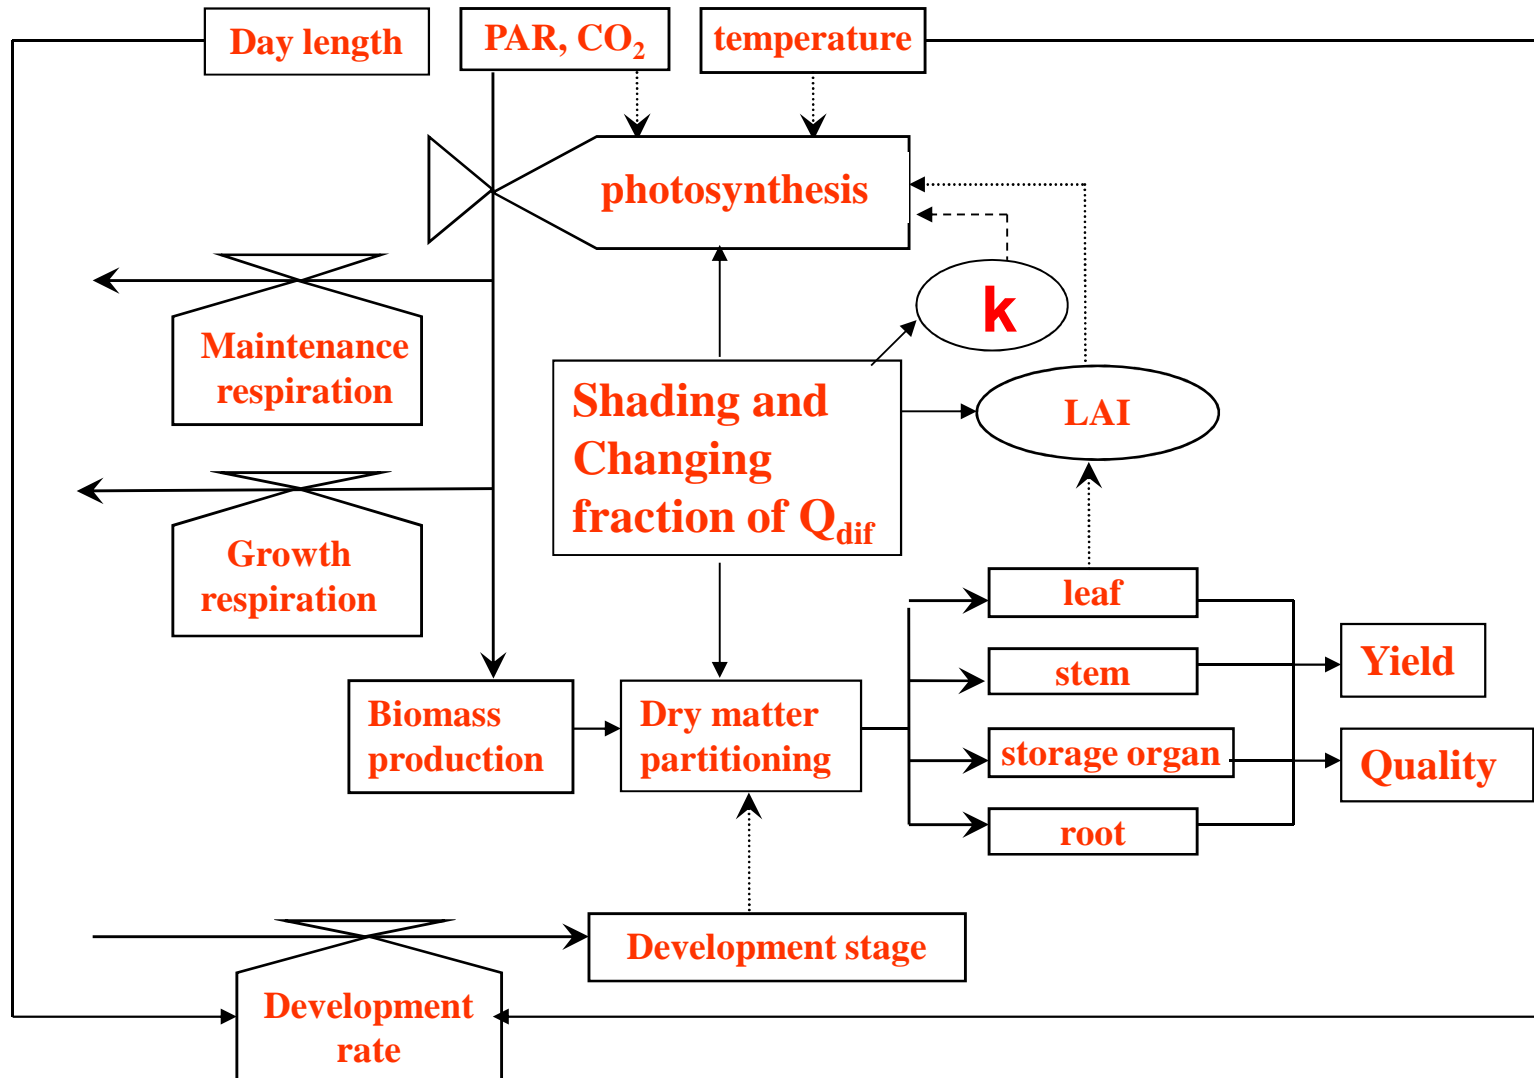 Day length
PAR, CO₂
temperature
photosynthesis
k
Maintenance
respiration
Shading and
Changing
fraction of Q_dif
LAI
Growth
respiration
leaf
stem
storage organ
root
Yield
Quality
Biomass
production
Dry matter
partitioning
Development stage
Development
rate